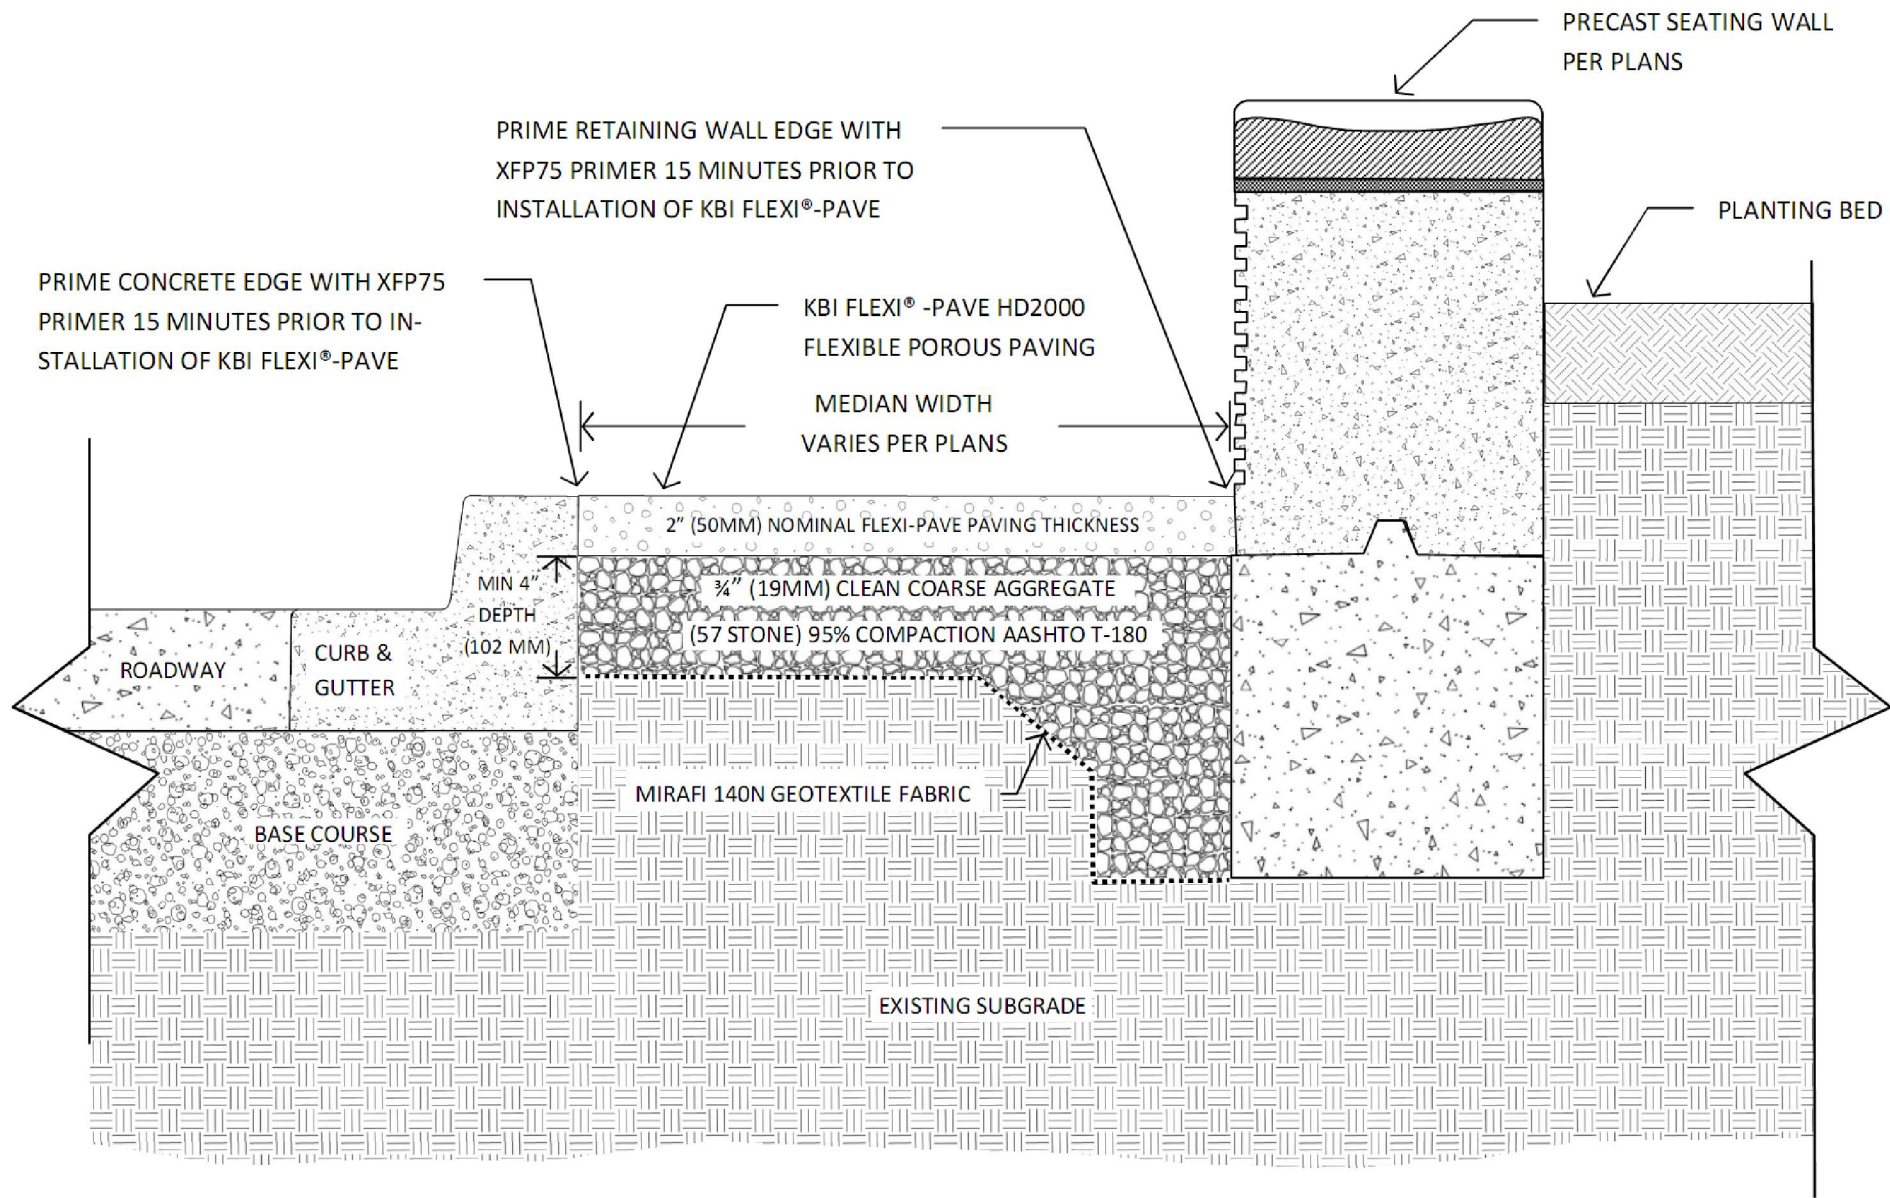 PRECAST SEATING WALL
PER PLANS
PRIME RETAINING WALL EDGE WITH
XFP75 PRIMER 15 MINUTES PRIOR TO
INSTALLATION OF KBI FLEXI®-PAVE
PLANTING BED
PRIME CONCRETE EDGE WITH XFP75
PRIMER 15 MINUTES PRIOR TO IN-
STALLATION OF KBI FLEXI®-PAVE
KBI FLEXI® -PAVE HD2000
FLEXIBLE POROUS PAVING
MEDIAN WIDTH
VARIES PER PLANS
2” (50MM) NOMINAL FLEXI-PAVE PAVING THICKNESS
MIN 4”
DEPTH
(102 MM)
¾” (19MM) CLEAN COARSE AGGREGATE
(57 STONE) 95% COMPACTION AASHTO T-180
ROADWAY
CURB &
GUTTER
MIRAFI 140N GEOTEXTILE FABRIC
BASE COURSE
EXISTING SUBGRADE